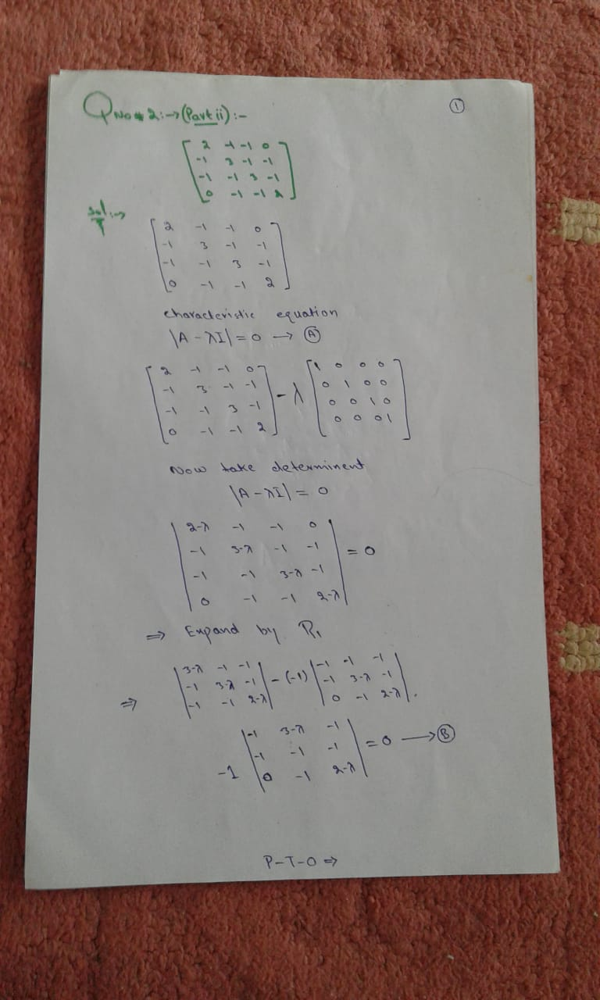 ①
Q No # 2 :→ (Part ii) :-
[ 2 -1 -1 0
-1 3 -1 -1
-1 -1 3 -1
0 -1 -1 2 ]
Sol :→
[ 2 -1 -1 0
-1 3 -1 -1
-1 -1 3 -1
0 -1 -1 2 ]
characteristic equation
|A - λI| = 0 → Ⓐ
[ 2 -1 -1 0 ] [ 1 0 0 0 ]
[ -1 3 -1 -1 ] - λ [ 0 1 0 0 ]
[ -1 -1 3 -1 ] [ 0 0 1 0 ]
[ 0 -1 -1 2 ] [ 0 0 0 1 ]
Now take determinent
|A - λI| = 0
| 2-λ -1 -1 0 |
| -1 3-λ -1 -1 | = 0
| -1 -1 3-λ -1 |
| 0 -1 -1 2-λ |
⇒ Expand by R₁
| 3-λ -1 -1 | | -1 -1 -1 |
⇒ | -1 3-λ -1 | - (-1) | -1 3-λ -1 |
| -1 -1 2-λ | | 0 -1 2-λ | .
| -1 3-λ -1 |
| -1 -1 -1 | = 0 → Ⓑ
-1 | 0 -1 2-λ |
P-T-O ⇒